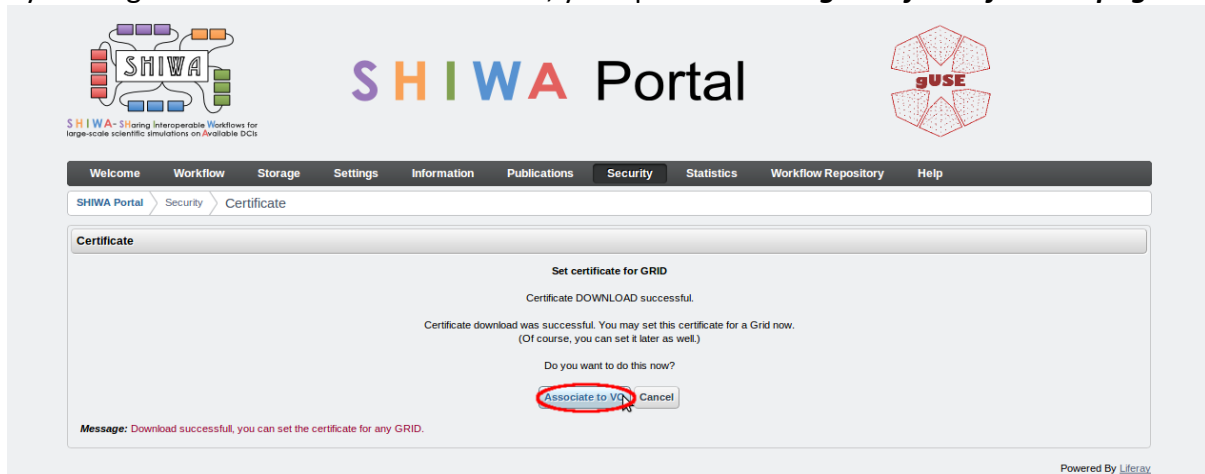 SHIWA
SHIWA Portal
gUSE
SHIWA- SHaring Interoperable Workflows for
large-scale scientific simulations on Available DCIs
Welcome Workflow Storage Settings Information Publications Security Statistics Workflow Repository Help
SHIWA Portal Security Certificate
Certificate
Set certificate for GRID
Certificate DOWNLOAD successful.
Certificate download was successful. You may set this certificate for a Grid now.
(Of course, you can set it later as well.)
Do you want to do this now?
Associate to VO Cancel
Message: Download successfull, you can set the certificate for any GRID.
Powered By Liferay